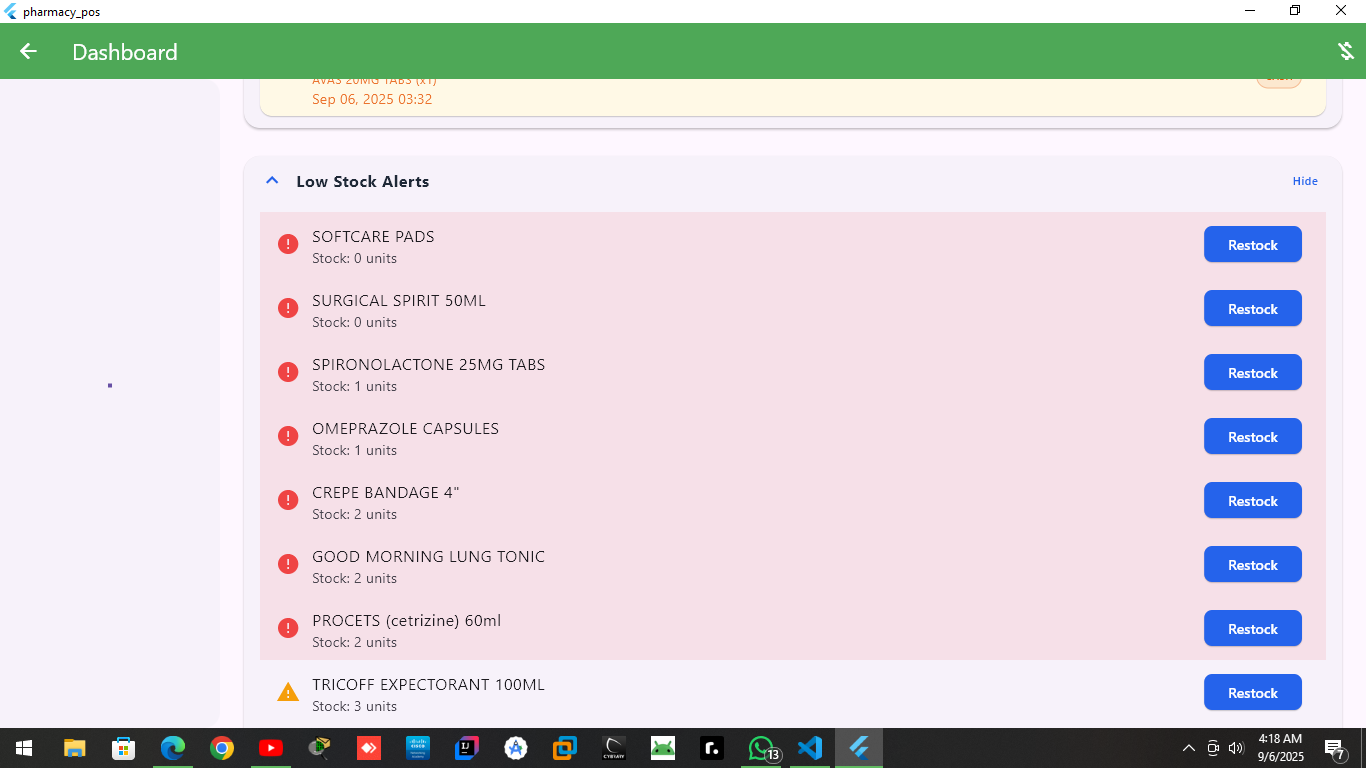 pharmacy_pos
Dashboard
AVAS 20MG TABS (x1)
Sep 06, 2025 03:32
Low Stock Alerts
Hide
SOFTCARE PADS
Stock: 0 units
Restock
SURGICAL SPIRIT 50ML
Stock: 0 units
Restock
SPIRONOLACTONE 25MG TABS
Stock: 1 units
Restock
OMEPRAZOLE CAPSULES
Stock: 1 units
Restock
CREPE BANDAGE 4"
Stock: 2 units
Restock
GOOD MORNING LUNG TONIC
Stock: 2 units
Restock
PROCETS (cetrizine) 60ml
Stock: 2 units
Restock
TRICOFF EXPECTORANT 100ML
Stock: 3 units
Restock
13
4:18 AM
9/6/2025
7